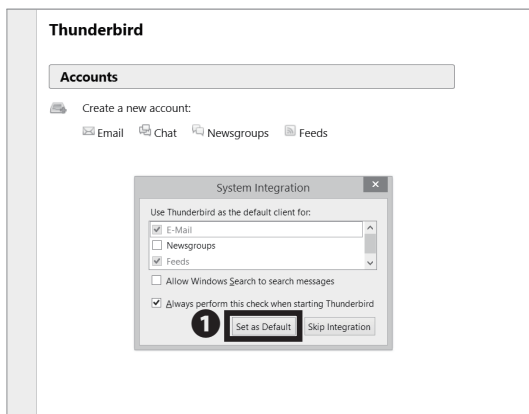 Thunderbird
Accounts
Create a new account:
Email Chat Newsgroups Feeds
System Integration
Use Thunderbird as the default client for:
E-Mail
Newsgroups
Feeds
Allow Windows Search to search messages
Always perform this check when starting Thunderbird
1 Set as Default Skip Integration